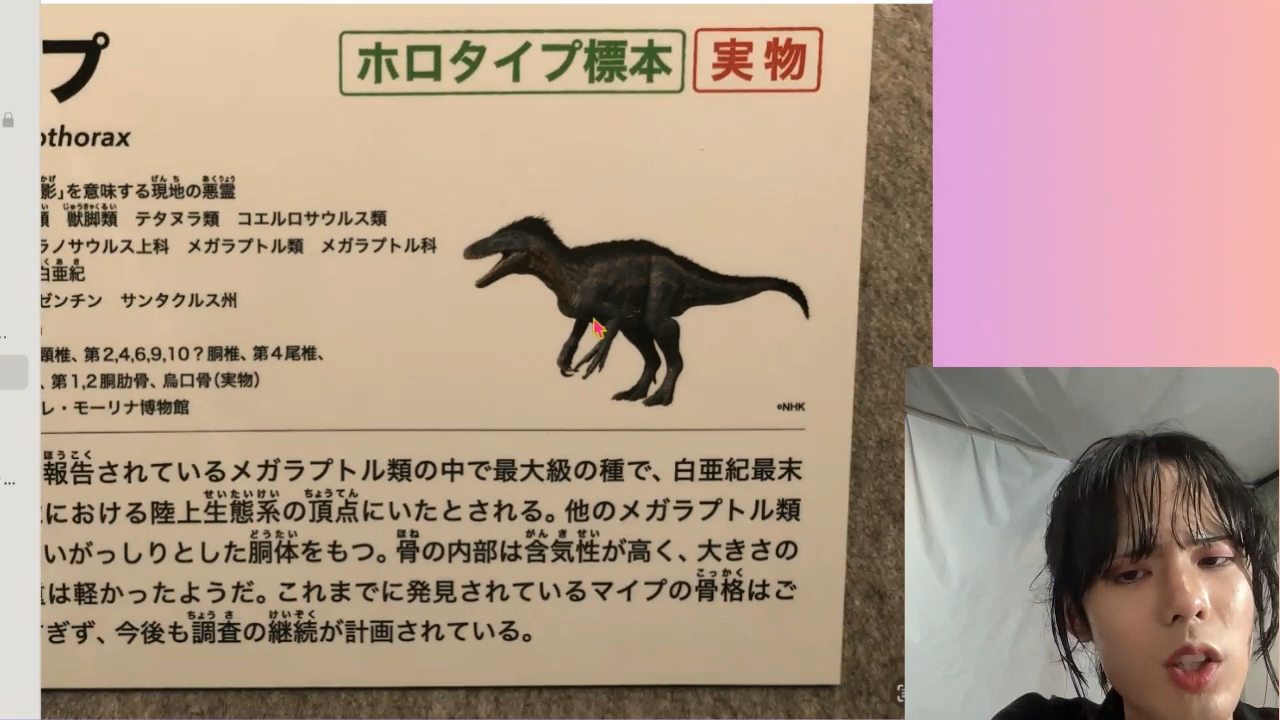 プ
ホロタイプ標本 実物
othorax
影」を意味する現地の悪霊
類 獣脚類 テタヌラ類 コエルロサウルス類
ラノサウルス上科 メガラプトル類 メガラプトル科
白亜紀
ゼンチン サンタクルス州
頸椎、第2,4,6,9,10?胴椎、第4尾椎、
、第1,2胴肋骨、烏口骨(実物)
レ・モーリナ博物館
©NHK
報告されているメガラプトル類の中で最大級の種で、白亜紀最末
における陸上生態系の頂点にいたとされる。他のメガラプトル類
いがっしりとした胴体をもつ。骨の内部は含気性が高く、大きさの
は軽かったようだ。これまでに発見されているマイプの骨格はご
ぎず、今後も調査の継続が計画されている。